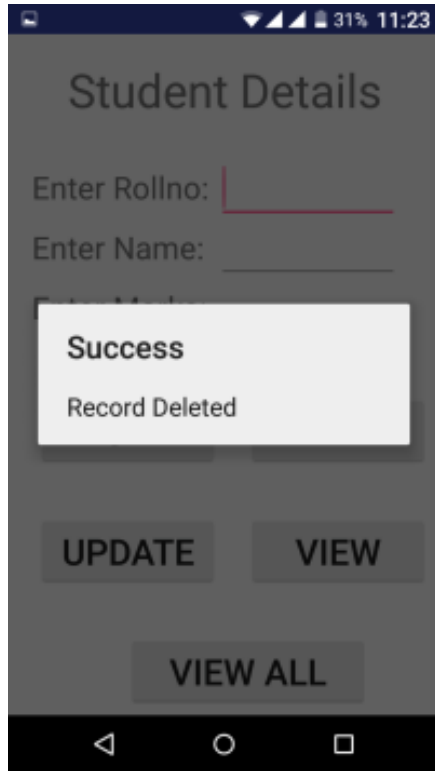 31% 11:23
Student Details
Enter Rollno:
Enter Name:
Success
Record Deleted
UPDATE VIEW
VIEW ALL